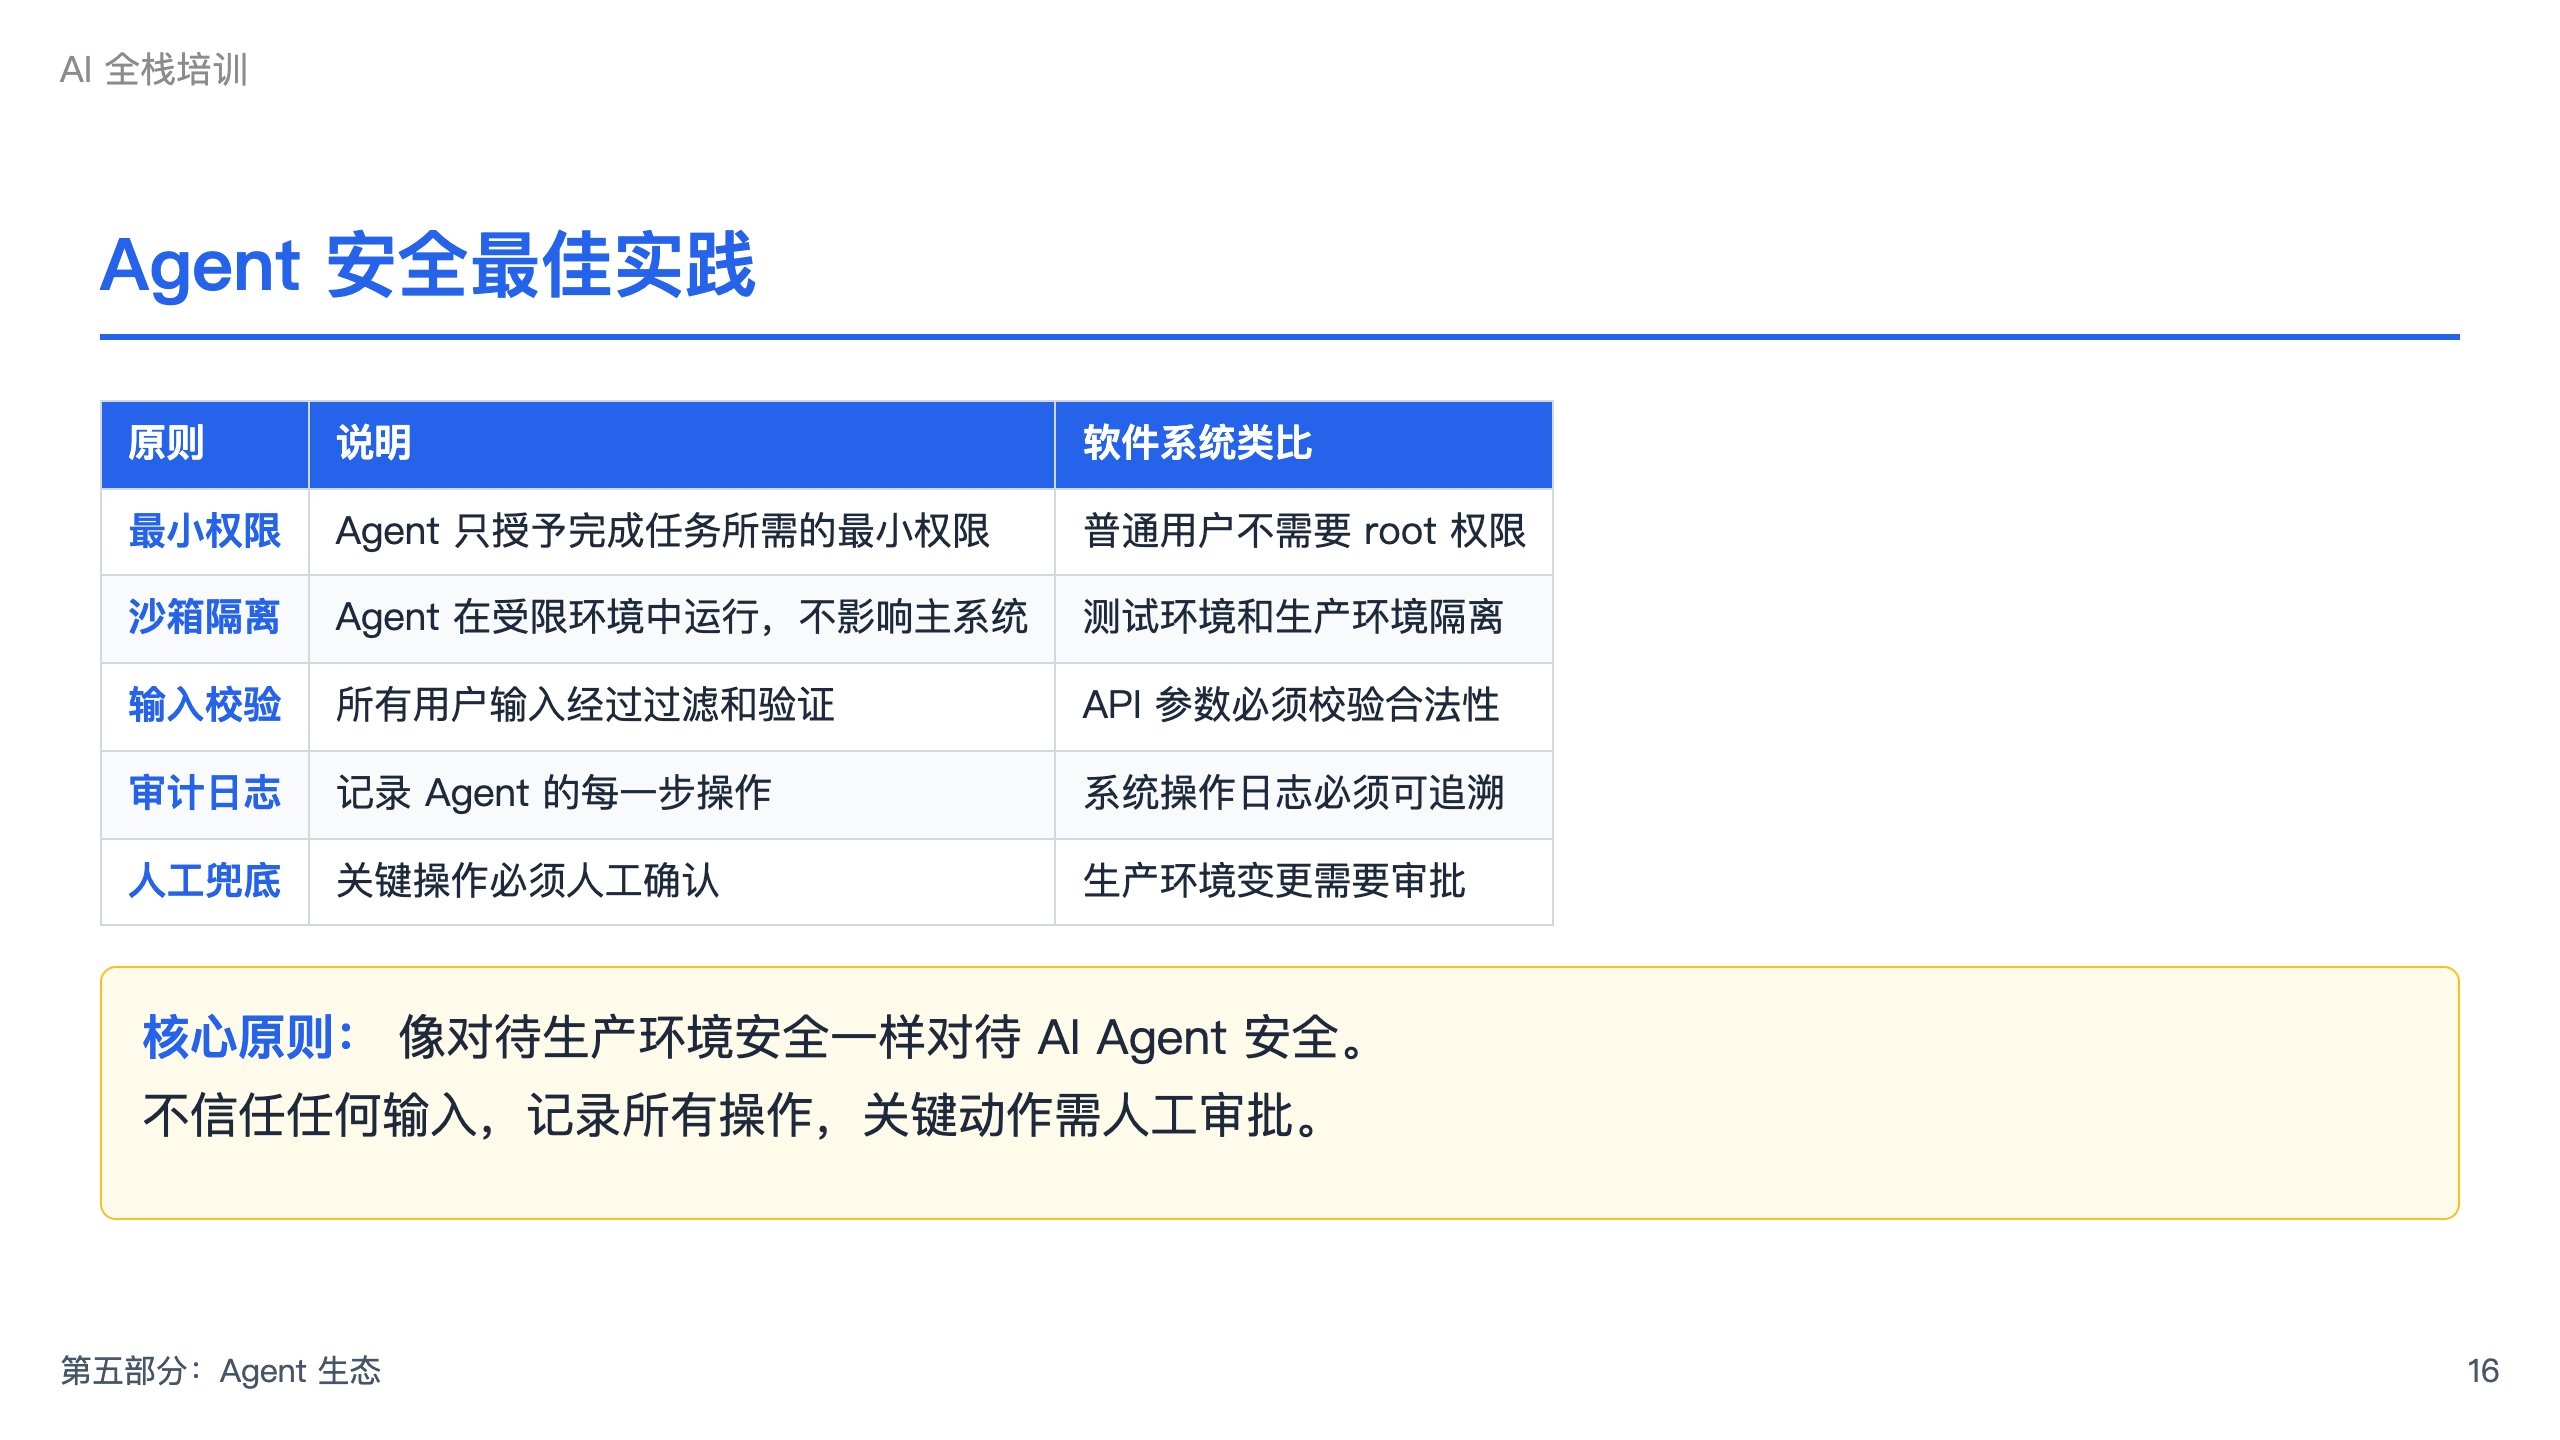 AI 全栈培训
Agent 安全最佳实践
原则 说明 软件系统类比
最小权限 Agent 只授予完成任务所需的最小权限 普通用户不需要 root 权限
沙箱隔离 Agent 在受限环境中运行，不影响主系统 测试环境和生产环境隔离
输入校验 所有用户输入经过过滤和验证 API 参数必须校验合法性
审计日志 记录 Agent 的每一步操作 系统操作日志必须可追溯
人工兜底 关键操作必须人工确认 生产环境变更需要审批
核心原则： 像对待生产环境安全一样对待 AI Agent 安全。
不信任任何输入，记录所有操作，关键动作需人工审批。
第五部分：Agent 生态
16